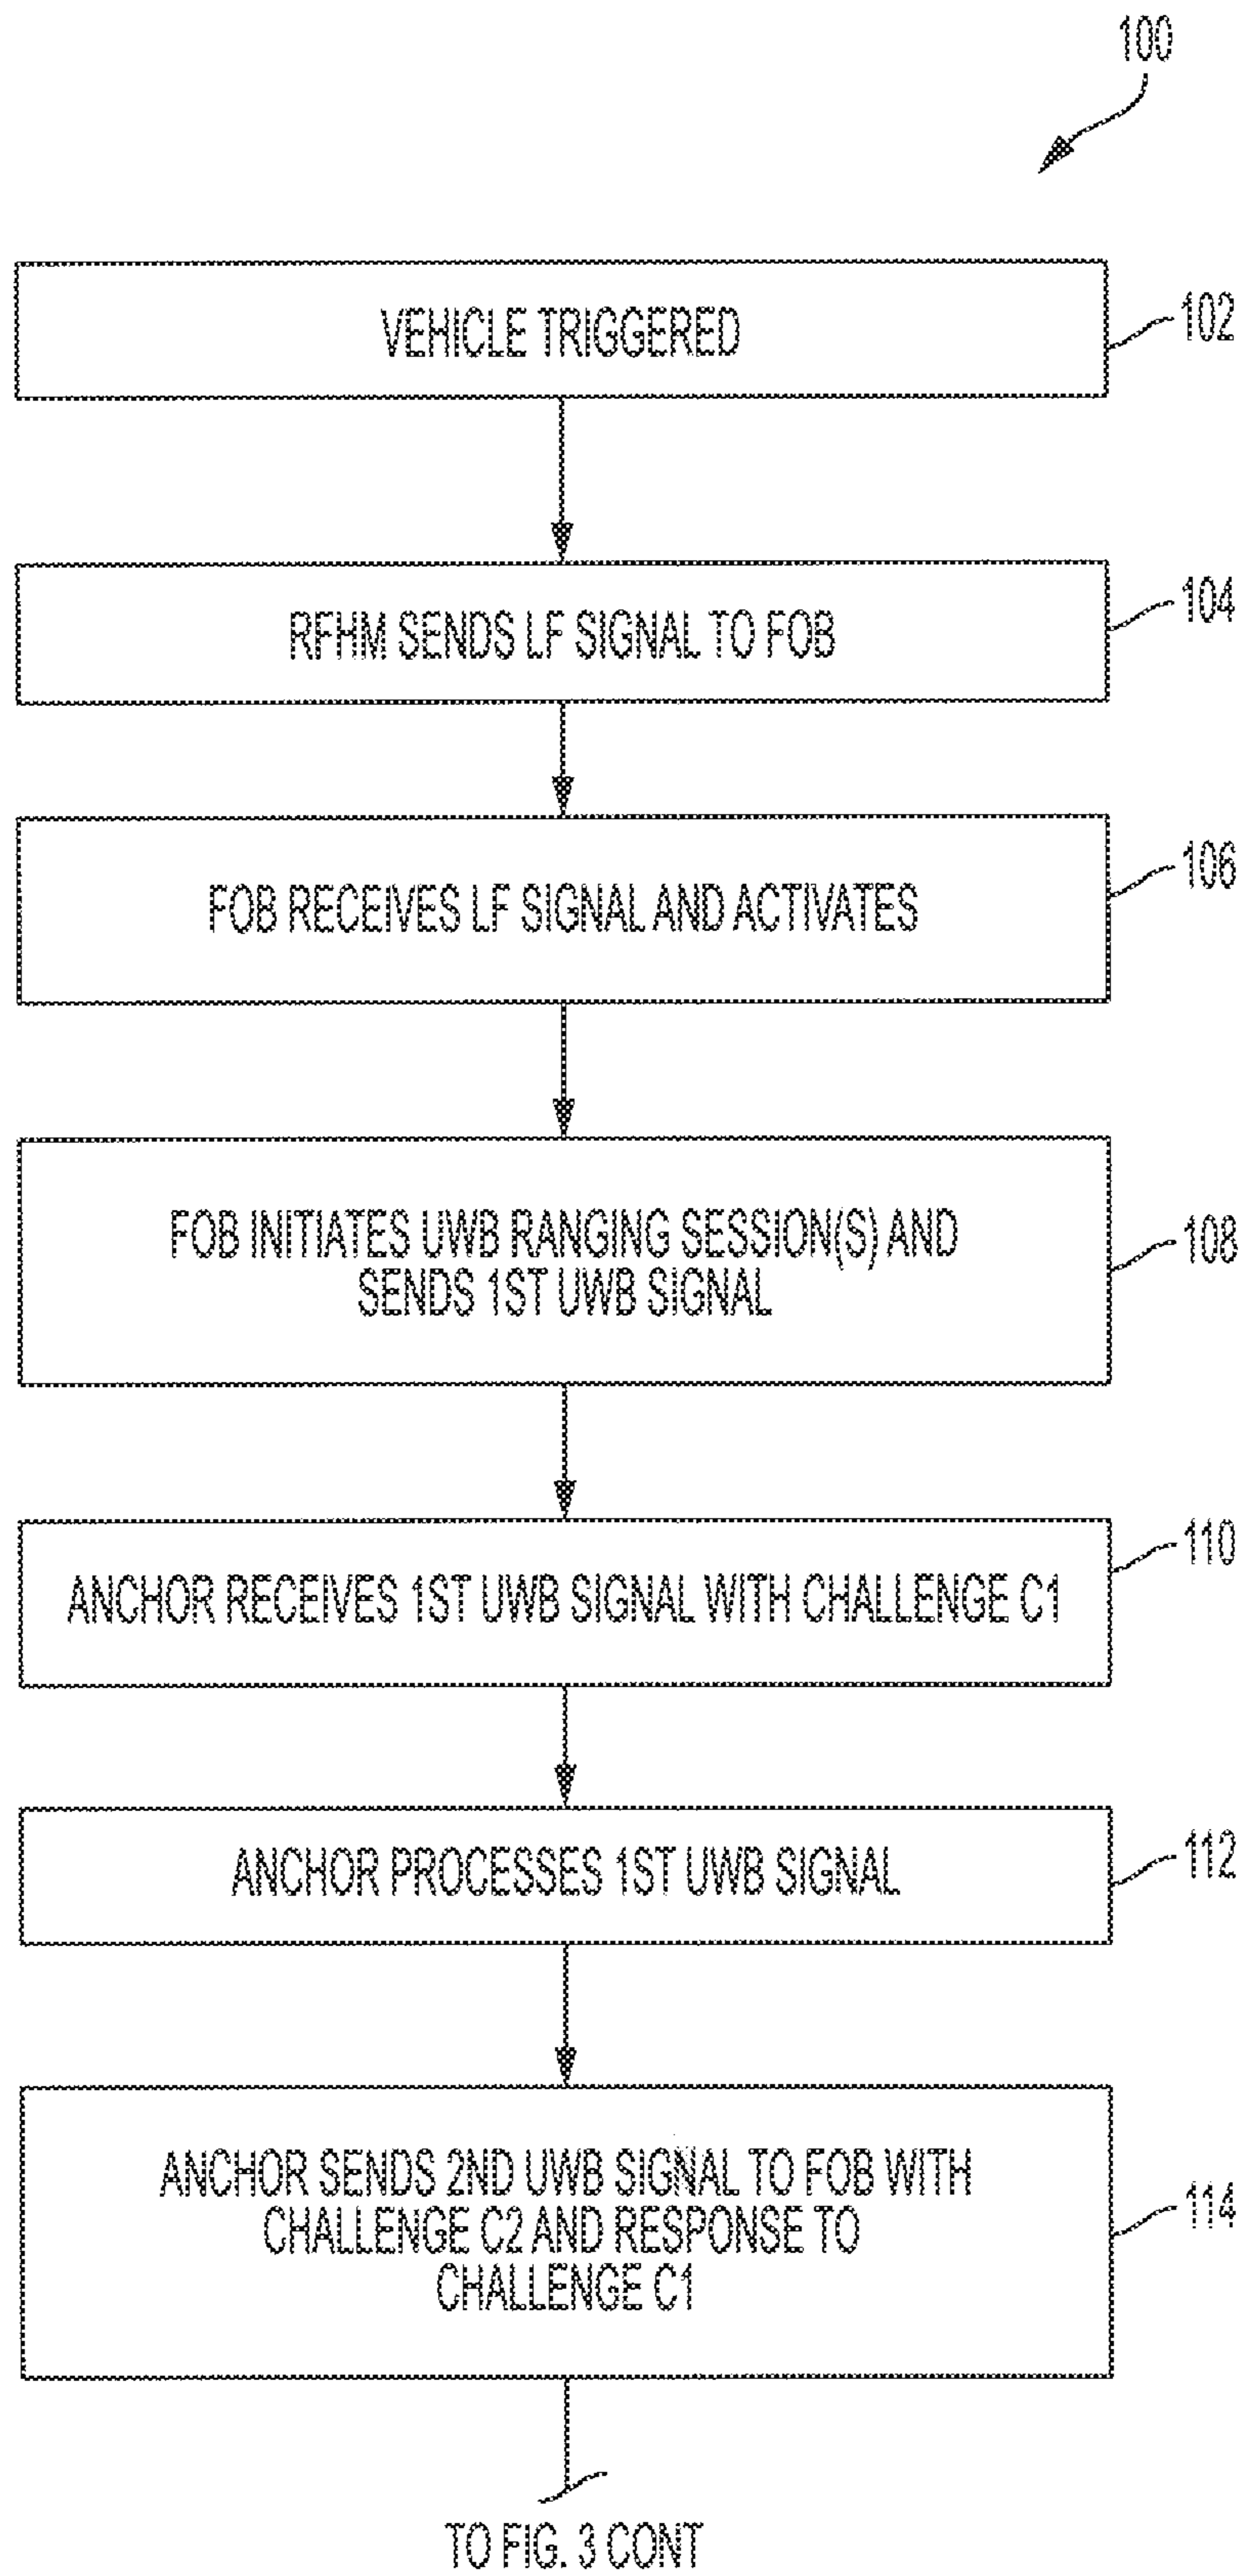 100
VEHICLE TRIGGERED
102
RFHM SENDS LF SIGNAL TO FOB
104
FOB RECEIVES LF SIGNAL AND ACTIVATES
106
FOB INITIATES UWB RANGING SESSION(S) AND
SENDS 1ST UWB SIGNAL
108
ANCHOR RECEIVES 1ST UWB SIGNAL WITH CHALLENGE C1
110
ANCHOR PROCESSES 1ST UWB SIGNAL
112
ANCHOR SENDS 2ND UWB SIGNAL TO FOB WITH
CHALLENGE C2 AND RESPONSE TO
CHALLENGE C1
114
TO FIG. 3 CONT